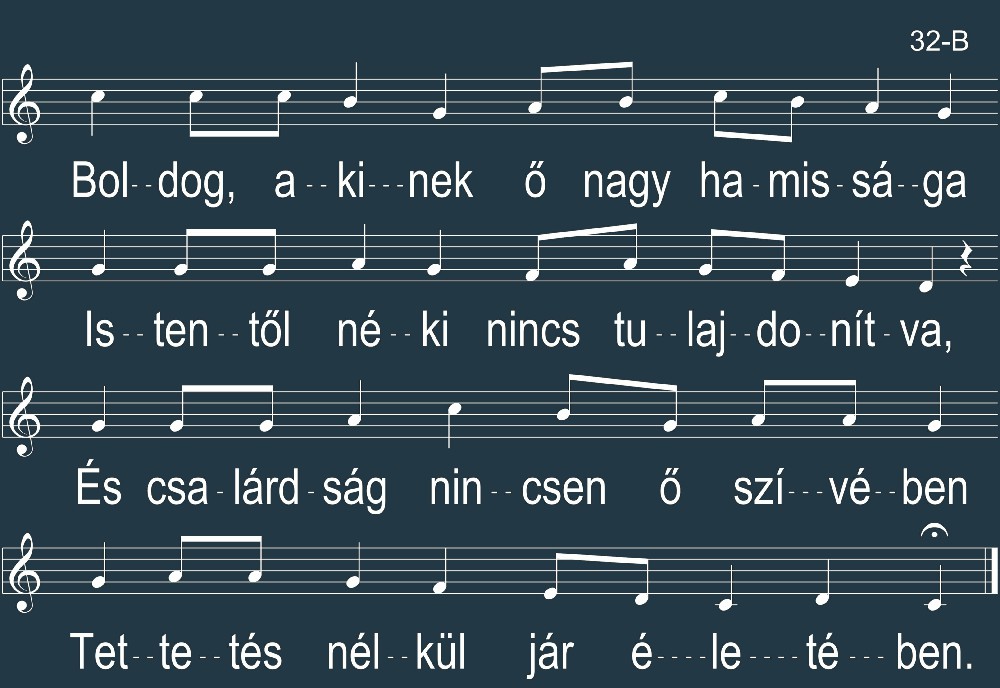 32-B
Bol--dog, a--ki---nek ő nagy ha-mis-sá--ga
Is--ten--től né--ki nincs tu--laj--do--nít-va,
És csa-lárd-ság nin--csen ő szí---vé--ben
Tet--te--tés nél--kül jár é----le----té---ben.